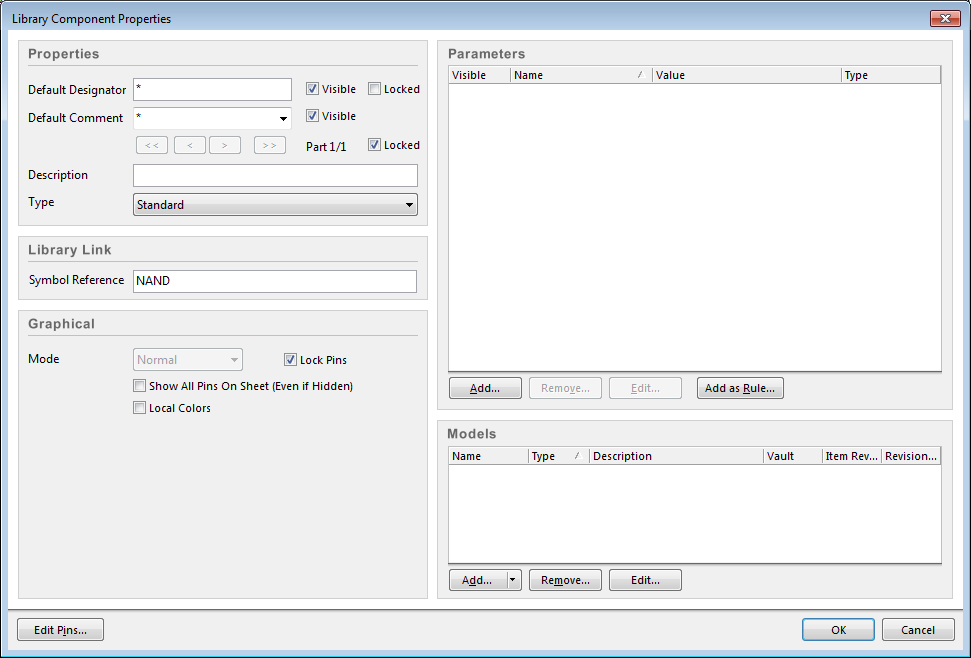 Library Component Properties
Properties
Default Designator * Visible Locked
Default Comment * Visible
<< < > >> Part 1/1 Locked
Description
Type Standard
Library Link
Symbol Reference NAND
Graphical
Mode Normal Lock Pins
Show All Pins On Sheet (Even if Hidden)
Local Colors
Parameters
Visible Name Value Type
Add... Remove... Edit... Add as Rule...
Models
Name Type Description Vault Item Rev... Revision...
Add... Remove... Edit...
Edit Pins... OK Cancel